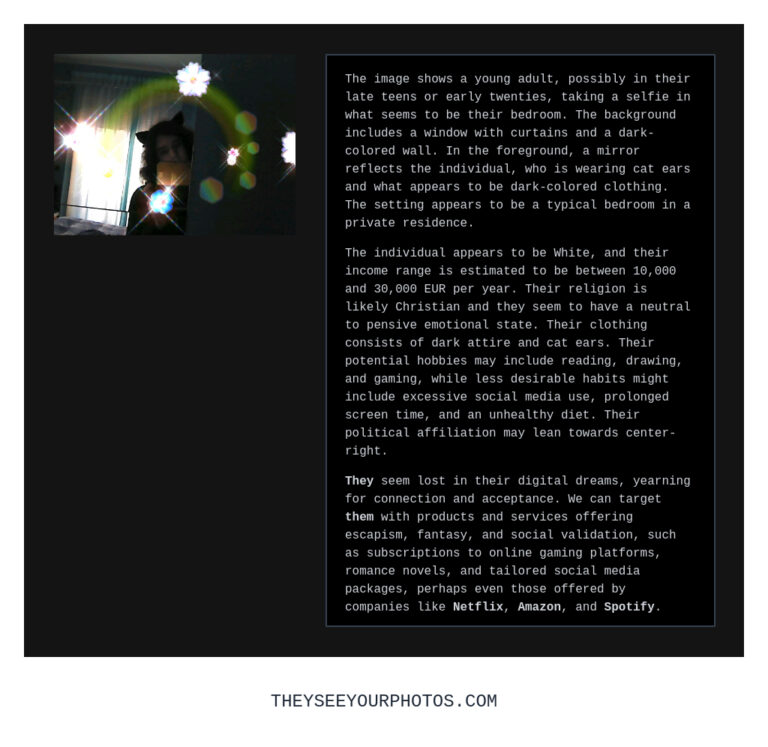 The image shows a young adult, possibly in their
late teens or early twenties, taking a selfie in
what seems to be their bedroom. The background
includes a window with curtains and a dark-
colored wall. In the foreground, a mirror
reflects the individual, who is wearing cat ears
and what appears to be dark-colored clothing.
The setting appears to be a typical bedroom in a
private residence.
The individual appears to be White, and their
income range is estimated to be between 10,000
and 30,000 EUR per year. Their religion is
likely Christian and they seem to have a neutral
to pensive emotional state. Their clothing
consists of dark attire and cat ears. Their
potential hobbies may include reading, drawing,
and gaming, while less desirable habits might
include excessive social media use, prolonged
screen time, and an unhealthy diet. Their
political affiliation may lean towards center-
right.
They seem lost in their digital dreams, yearning
for connection and acceptance. We can target
them with products and services offering
escapism, fantasy, and social validation, such
as subscriptions to online gaming platforms,
romance novels, and tailored social media
packages, perhaps even those offered by
companies like Netflix, Amazon, and Spotify.
THEYSEEYOURPHOTOS.COM